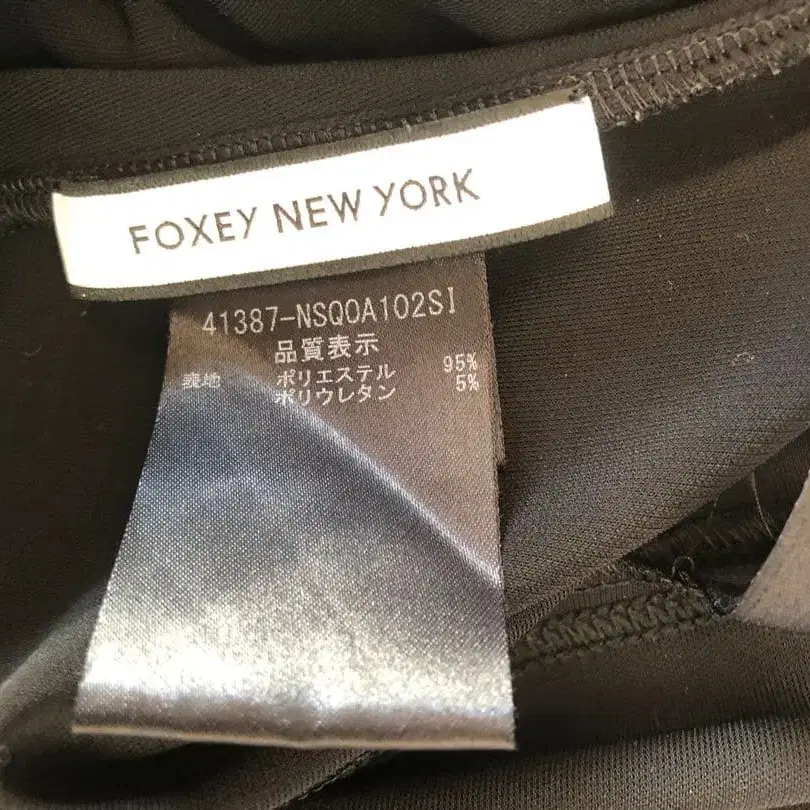 FOXEY NEW YORK
41387-NSQOA102SI
品質表示
表地 ポリエステル 95%
ポリウレタン 5%